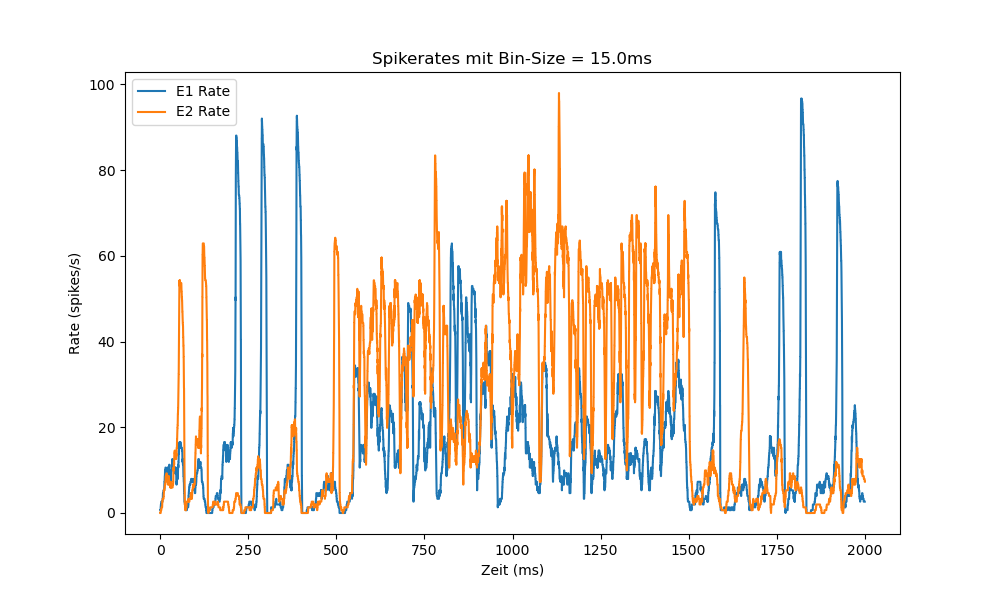 Spikerates mit Bin-Size = 15.0ms
E1 Rate
E2 Rate
100
80
60
40
20
0
Rate (spikes/s)
0 250 500 750 1000 1250 1500 1750 2000
Zeit (ms)